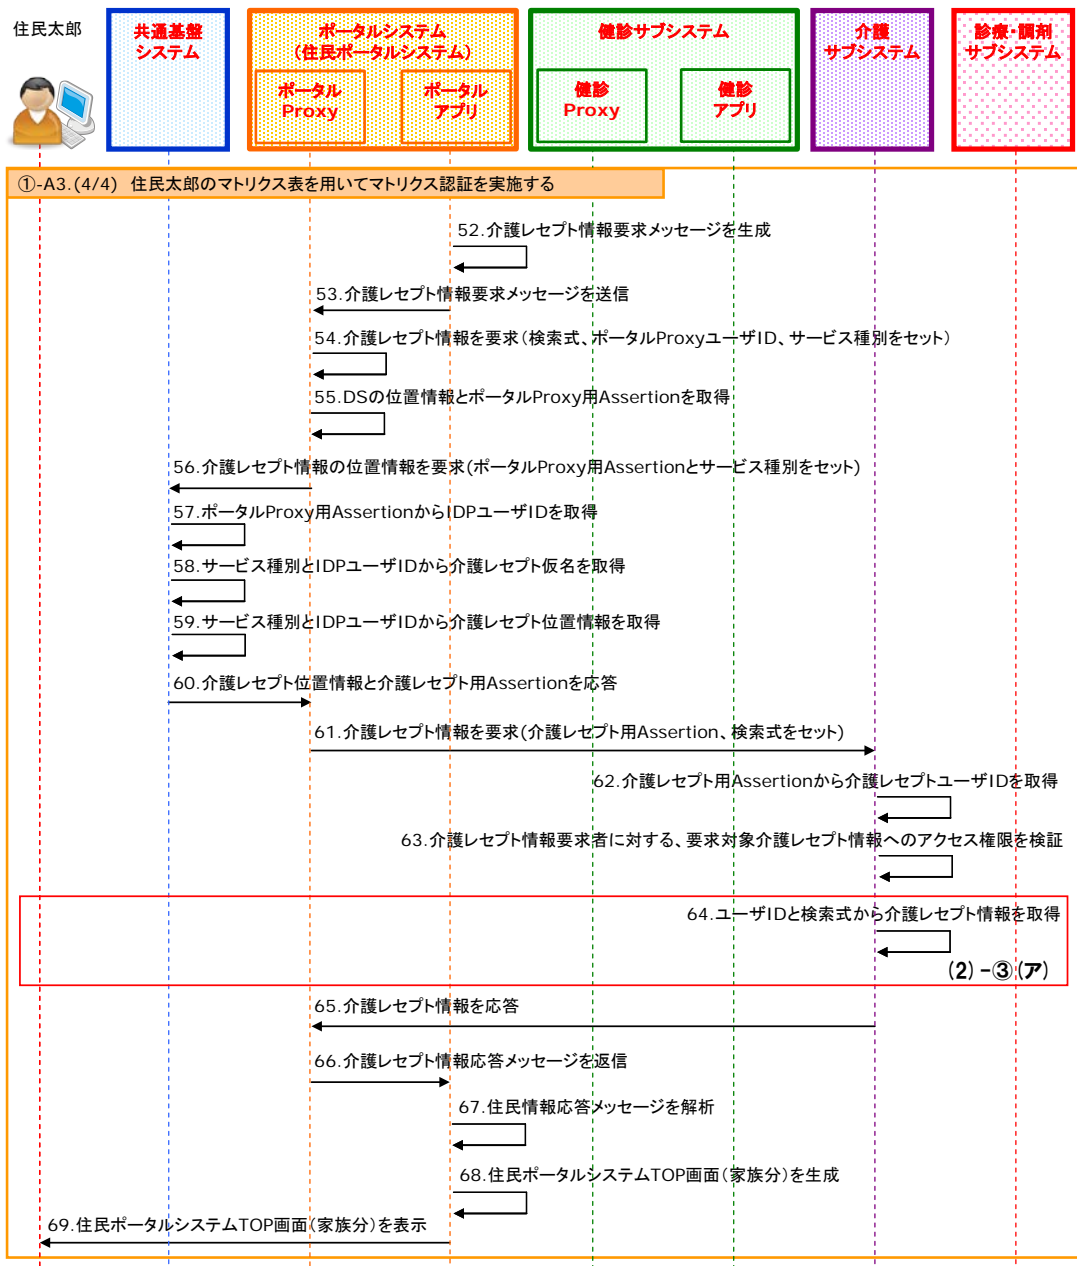 住民太郎
共通基盤
システム
ポータルシステム
(住民ポータルシステム)
ポータル
Proxy
ポータル
アプリ
健診サブシステム
健診
Proxy
健診
アプリ
介護
サブシステム
診療・調剤
サブシステム
①-A3.(4/4) 住民太郎のマトリクス表を用いてマトリクス認証を実施する
52.介護レセプト情報要求メッセージを生成
53.介護レセプト情報要求メッセージを送信
54.介護レセプト情報を要求(検索式、ポータルProxyユーザID、サービス種別をセット)
55.DSの位置情報とポータルProxy用Assertionを取得
56.介護レセプト情報の位置情報を要求(ポータルProxy用Assertionとサービス種別をセット)
57.ポータルProxy用AssertionからIDPユーザIDを取得
58.サービス種別とIDPユーザIDから介護レセプト仮名を取得
59.サービス種別とIDPユーザIDから介護レセプト位置情報を取得
60.介護レセプト位置情報と介護レセプト用Assertionを応答
61.介護レセプト情報を要求(介護レセプト用Assertion、検索式をセット)
62.介護レセプト用Assertionから介護レセプトユーザIDを取得
63.介護レセプト情報要求者に対する、要求対象介護レセプト情報へのアクセス権限を検証
64.ユーザIDと検索式から介護レセプト情報を取得
(2)-③(ア)
65.介護レセプト情報を応答
66.介護レセプト情報応答メッセージを返信
67.住民情報応答メッセージを解析
68.住民ポータルシステムTOP画面(家族分)を生成
69.住民ポータルシステムTOP画面(家族分)を表示